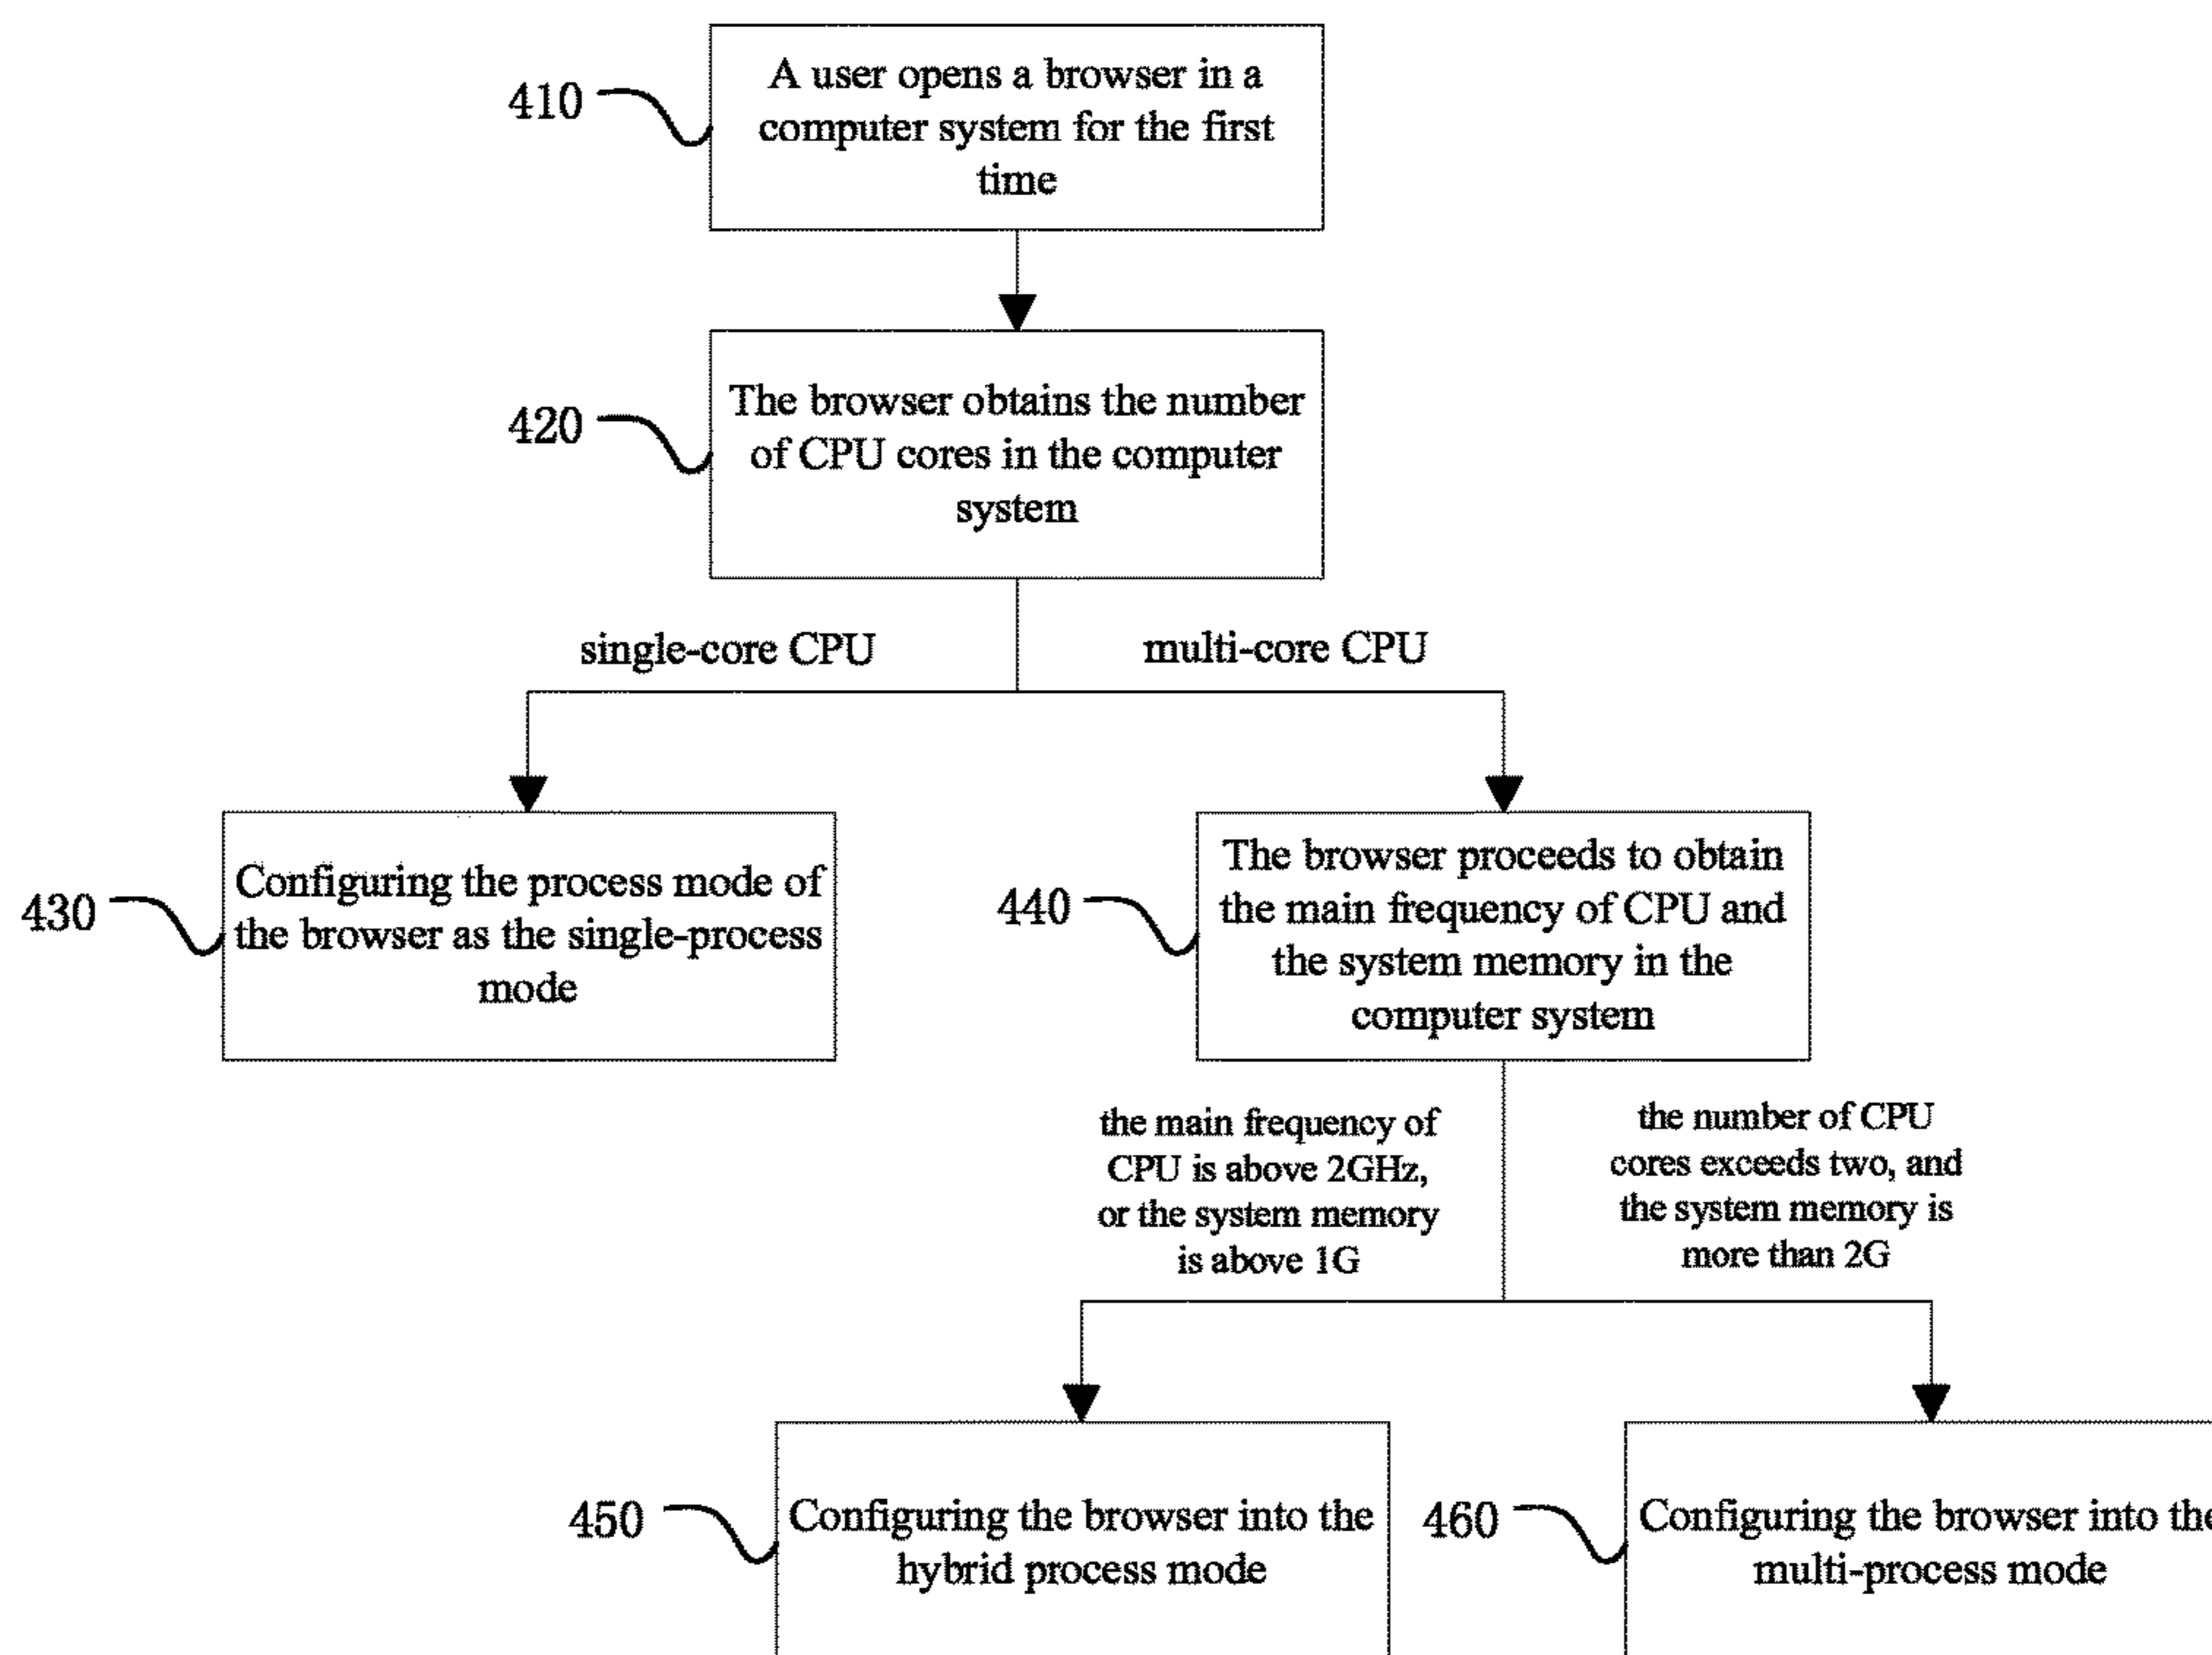 410
A user opens a browser in a
computer system for the first
time
420
The browser obtains the number
of CPU cores in the computer
system
single-core CPU
multi-core CPU
430
Configuring the process mode of
the browser as the single-process
mode
440
The browser proceeds to obtain
the main frequency of CPU and
the system memory in the
computer system
the main frequency of
CPU is above 2GHz,
or the system memory
is above 1G
the number of CPU
cores exceeds two, and
the system memory is
more than 2G
450
Configuring the browser into the
hybrid process mode
460
Configuring the browser into the
multi-process mode